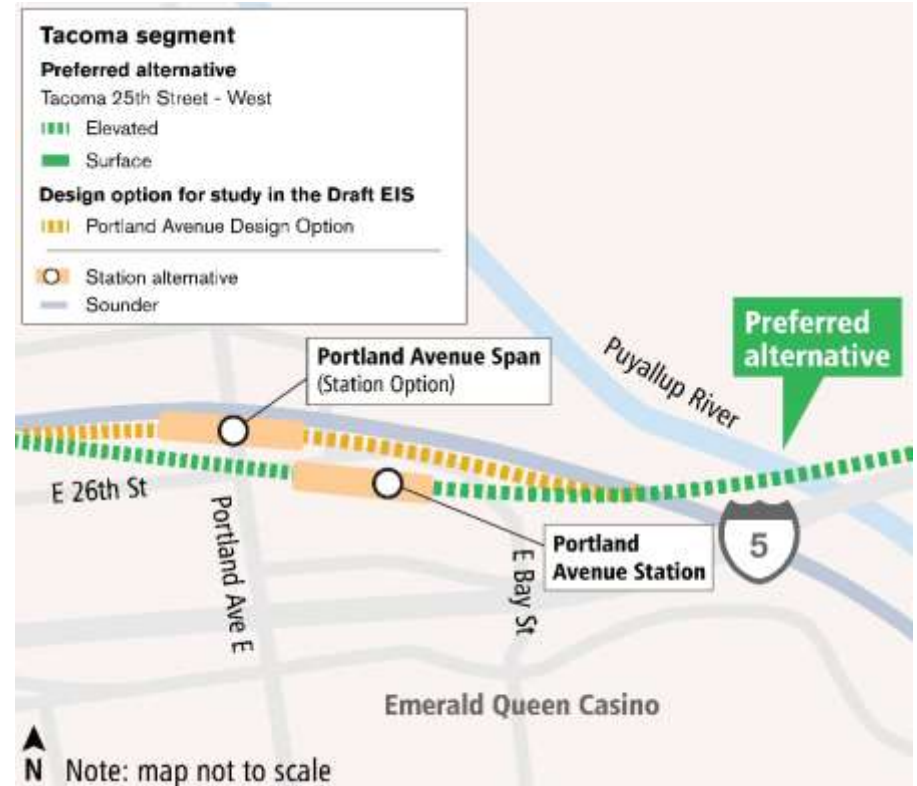 Tacoma segment
Preferred alternative
Tacoma 25th Street - West
Elevated
Surface
Design option for study in the Draft EIS
Portland Avenue Design Option
Station alternative
Sounder
Preferred
alternative
Puyallup River
Portland Avenue Span
(Station Option)
E 26th St
Portland Ave E
E Bay St
Portland
Avenue Station
5
Emerald Queen Casino
N Note: map not to scale